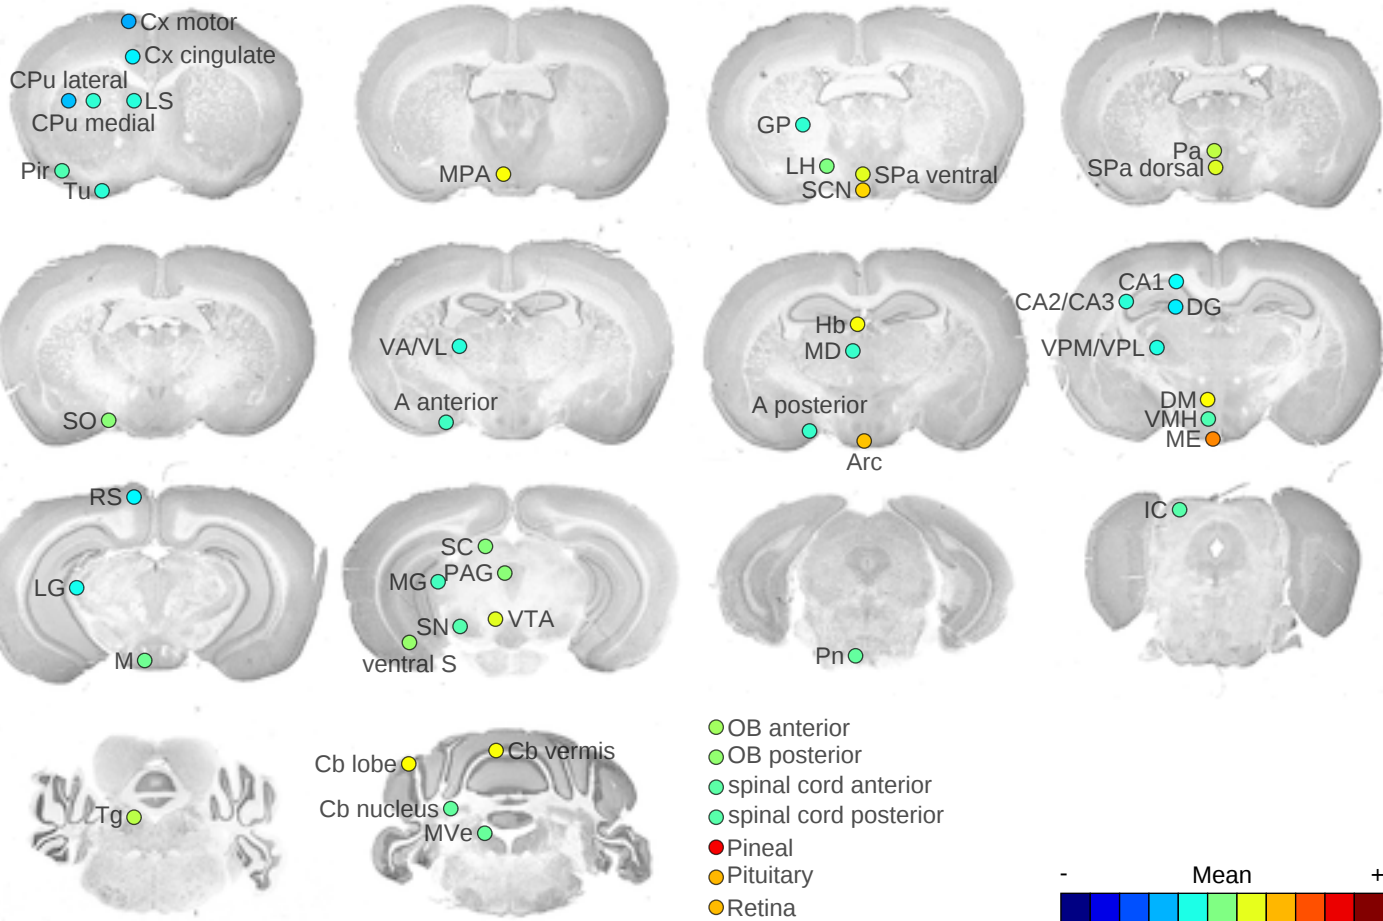 Cx motor
Cx cingulate
CPu lateral
LS
CPu medial
Pir
Tu
MPA
GP
LH
SPa ventral
SCN
Pa
SPa dorsal
SO
VA/VL
A anterior
Hb
MD
A posterior
Arc
CA1
CA2/CA3
DG
VPM/VPL
DM
VMH
ME
RS
LG
M
SC
PAG
MG
SN
VTA
ventral S
Pn
IC
Tg
Cb lobe
Cb vermis
Cb nucleus
MVe
OB anterior
OB posterior
spinal cord anterior
spinal cord posterior
Pineal
Pituitary
Retina
- Mean +